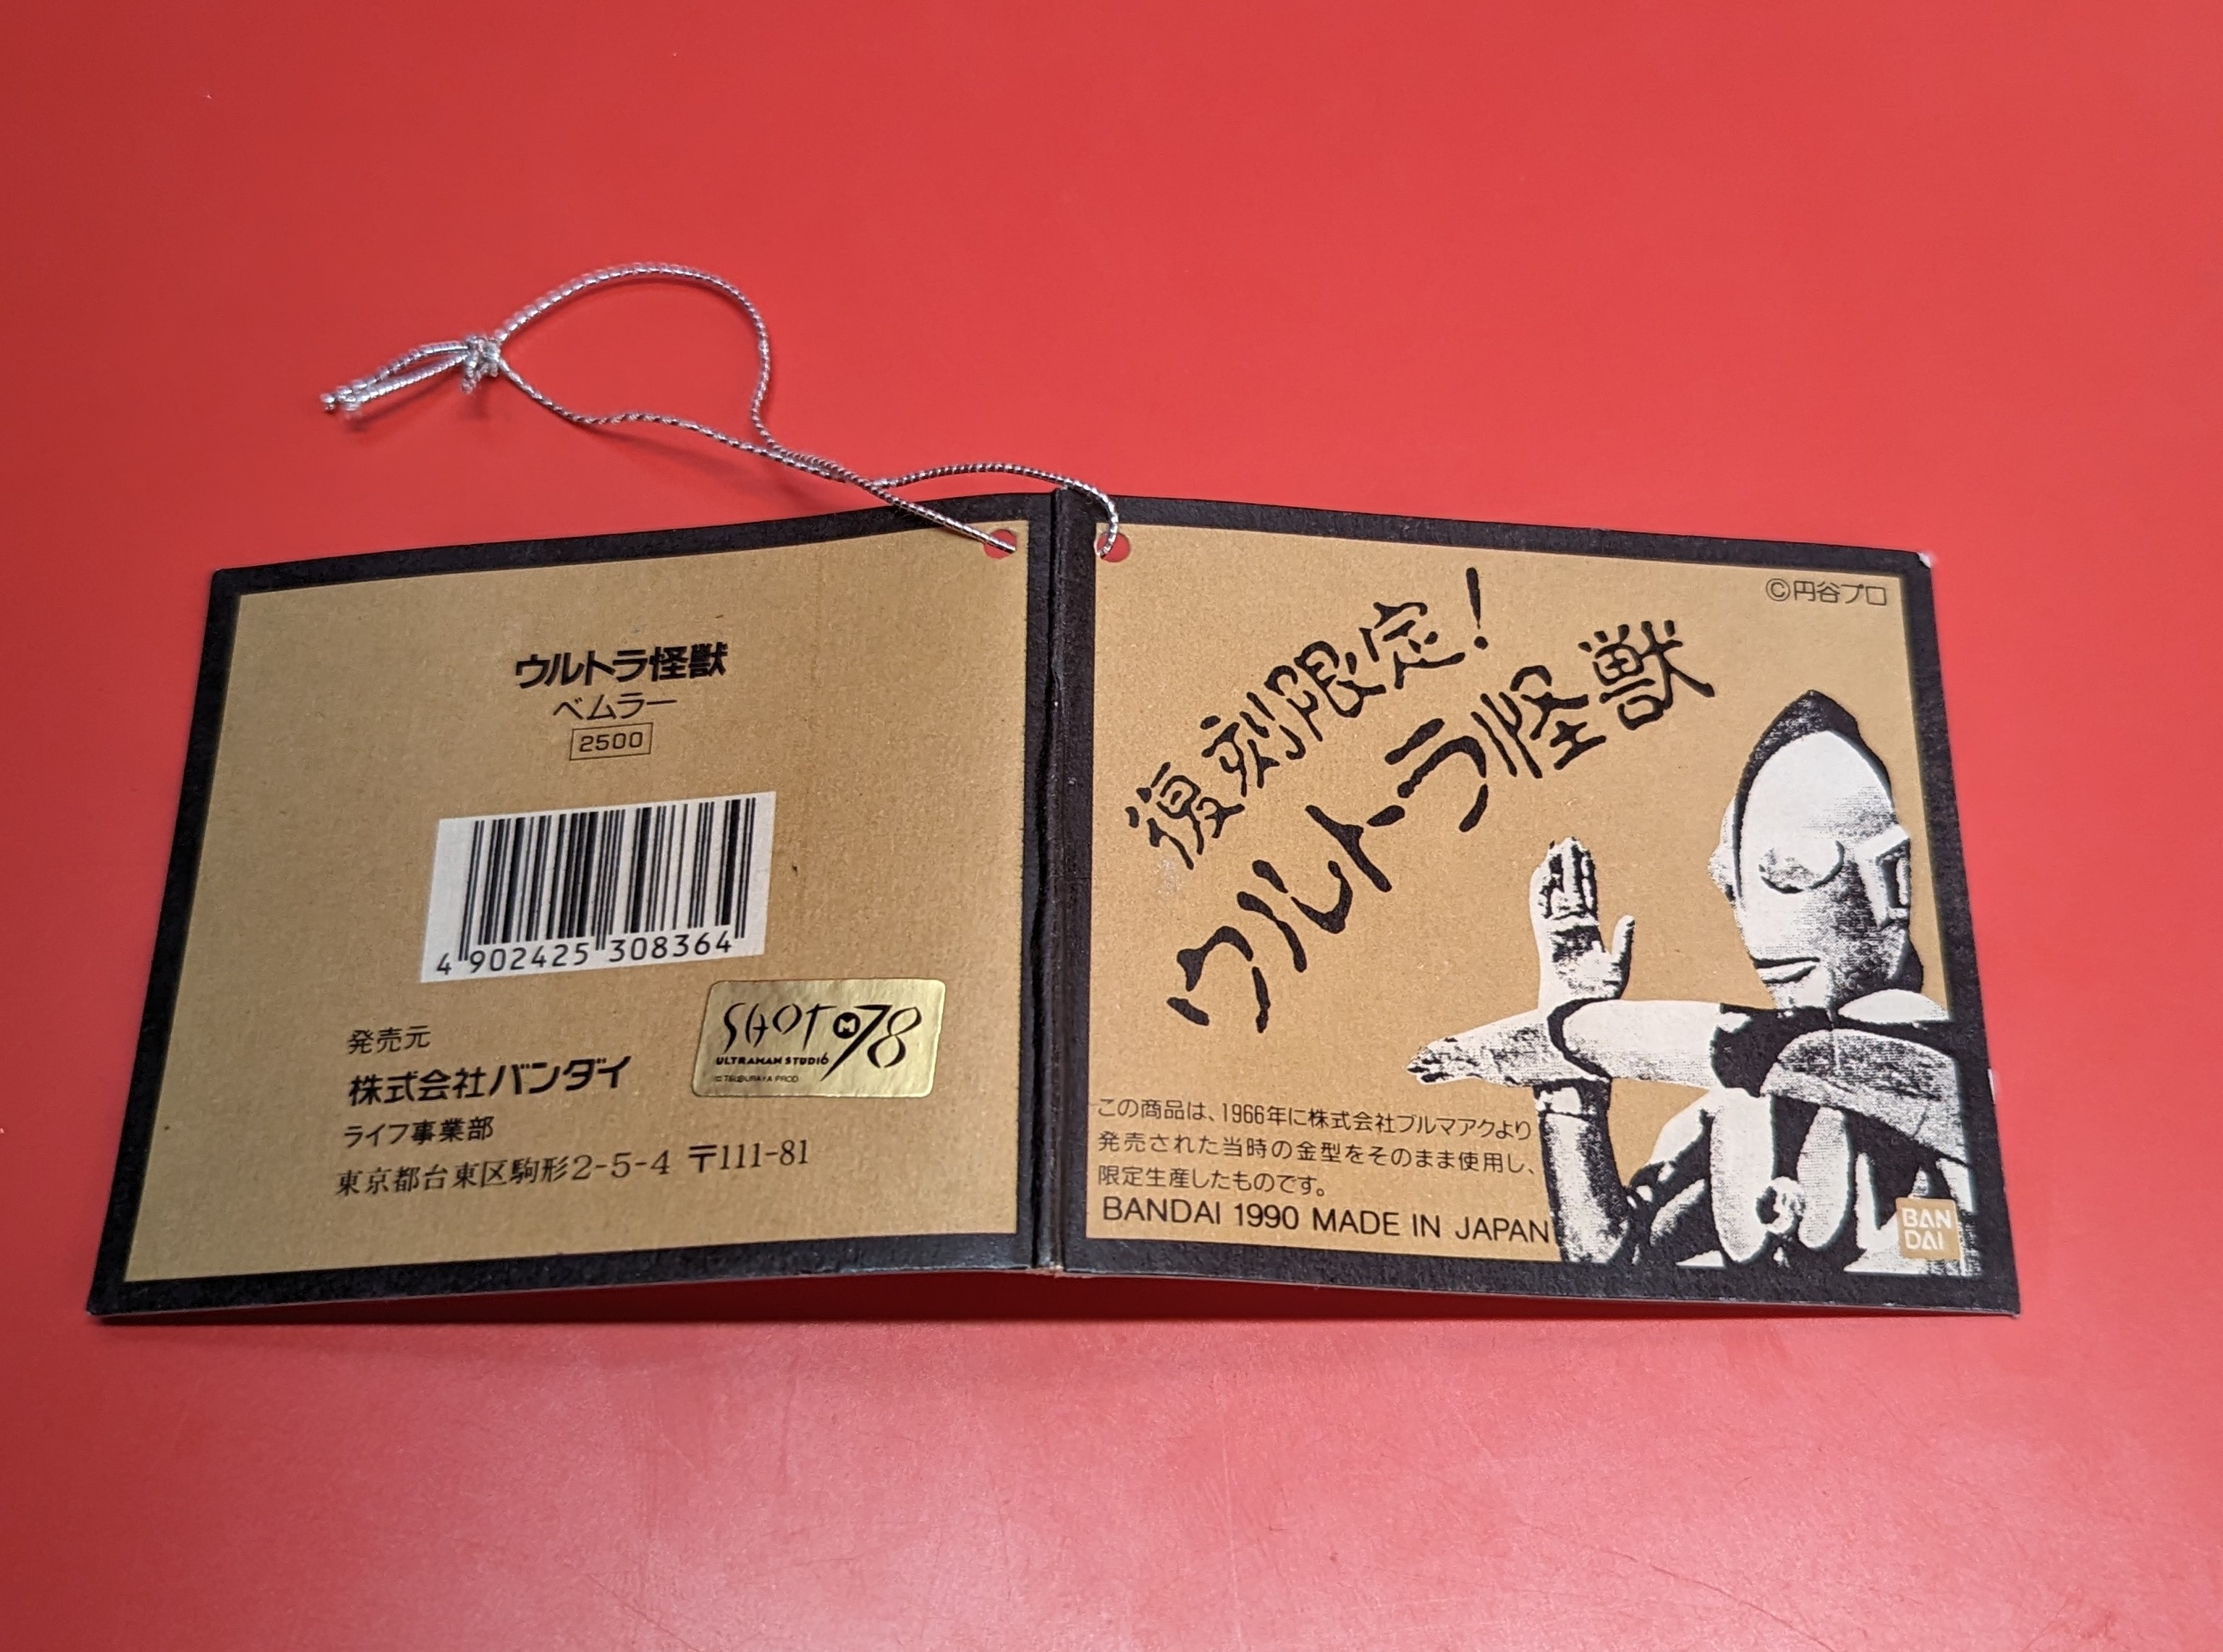 ウルトラ怪獣
ベムラー
2500
4 902425 308364
SHOT M78
ULTRAMAN STUDIO
©TSUBURAYA PROD
発売元
株式会社バンダイ
ライフ事業部
東京都台東区駒形2-5-4 〒111-81
©円谷プロ
復刻限定!
ウルトラ怪獣
この商品は、1966年に株式会社ブルマアクより
発売された当時の金型をそのまま使用し、
限定生産したものです。
BANDAI 1990 MADE IN JAPAN
BAN
DAI